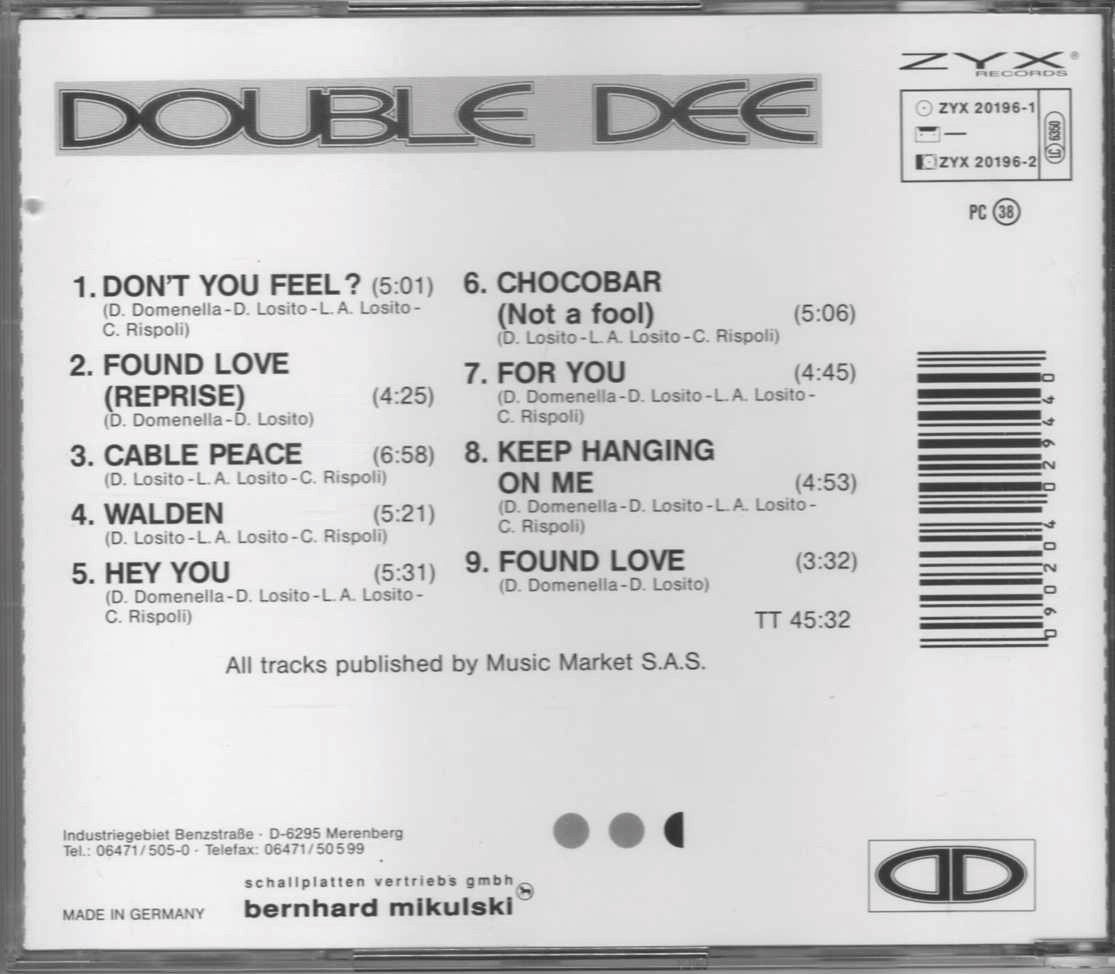 DOUBLE DEE
ZYX®
RECORDS
ZYX 20196-1
—
ZYX 20196-2
LC 6350
PC 38
1. DON'T YOU FEEL? (5:01)
(D. Domenella-D. Losito-L.A. Losito-
C. Rispoli)
2. FOUND LOVE
(REPRISE) (4:25)
(D. Domenella-D. Losito)
3. CABLE PEACE (6:58)
(D. Losito-L.A. Losito-C. Rispoli)
4. WALDEN (5:21)
(D. Losito-L.A. Losito-C. Rispoli)
5. HEY YOU (5:31)
(D. Domenella-D. Losito-L.A. Losito-
C. Rispoli)
6. CHOCOBAR
(Not a fool) (5:06)
(D. Losito-L.A. Losito-C. Rispoli)
7. FOR YOU (4:45)
(D. Domenella-D. Losito-L.A. Losito-
C. Rispoli)
8. KEEP HANGING
ON ME (4:53)
(D. Domenella-D. Losito-L.A. Losito-
C. Rispoli)
9. FOUND LOVE (3:32)
(D. Domenella-D. Losito)
TT 45:32
All tracks published by Music Market S.A.S.
090204029440
Industriegebiet Benzstraße · D-6295 Merenberg
Tel.: 06471/505-0 · Telefax: 06471/50599
schallplatten vertriebs gmbh
MADE IN GERMANY bernhard mikulski
DD